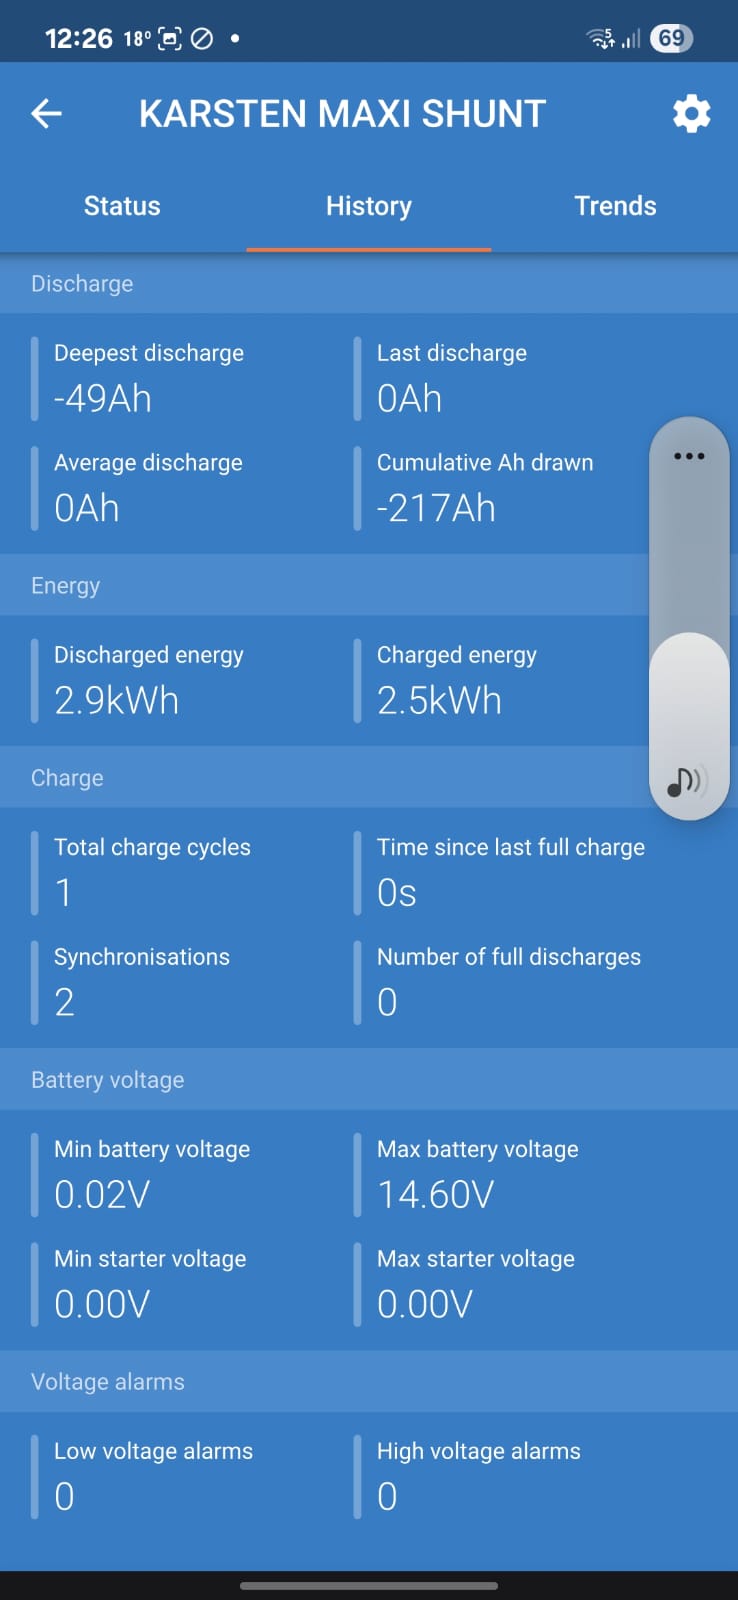 12:26 18° 5 69
KARSTEN MAXI SHUNT
Status History Trends
Discharge
Deepest discharge Last discharge
-49Ah 0Ah
Average discharge Cumulative Ah drawn
0Ah -217Ah
Energy
Discharged energy Charged energy
2.9kWh 2.5kWh
Charge
Total charge cycles Time since last full charge
1 0s
Synchronisations Number of full discharges
2 0
Battery voltage
Min battery voltage Max battery voltage
0.02V 14.60V
Min starter voltage Max starter voltage
0.00V 0.00V
Voltage alarms
Low voltage alarms High voltage alarms
0 0